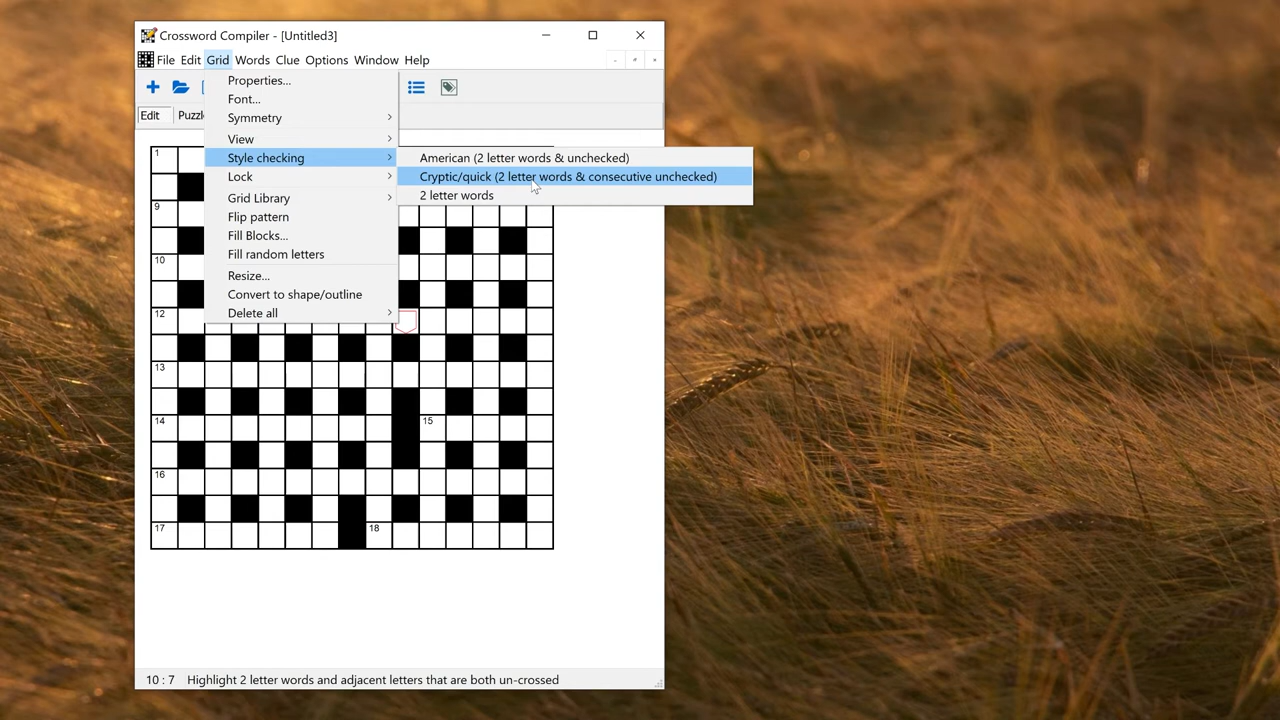 Crossword Compiler - [Untitled3]
File Edit Grid Words Clue Options Window Help
Edit Puzzl
Properties...
Font...
Symmetry
View
Style checking
Lock
Grid Library
Flip pattern
Fill Blocks...
Fill random letters
Resize...
Convert to shape/outline
Delete all
American (2 letter words & unchecked)
Cryptic/quick (2 letter words & consecutive unchecked)
2 letter words
1
9
10
12
13
14 15
16
17 18
10 : 7 Highlight 2 letter words and adjacent letters that are both un-crossed